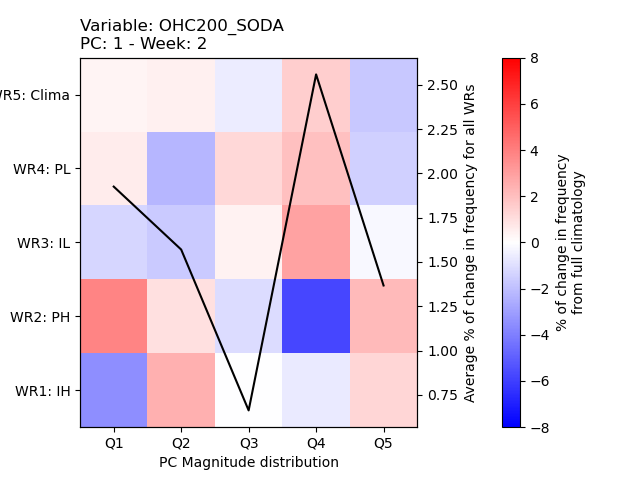 Variable: OHC200_SODA
PC: 1 - Week: 2
WR5: Clima
WR4: PL
WR3: IL
WR2: PH
WR1: IH
Q1 Q2 Q3 Q4 Q5
PC Magnitude distribution
2.50
2.25
2.00
1.75
1.50
1.25
1.00
0.75
Average % of change in frequency for all WRs
8
6
4
2
0
−2
−4
−6
−8
% of change in frequency
from full climatology